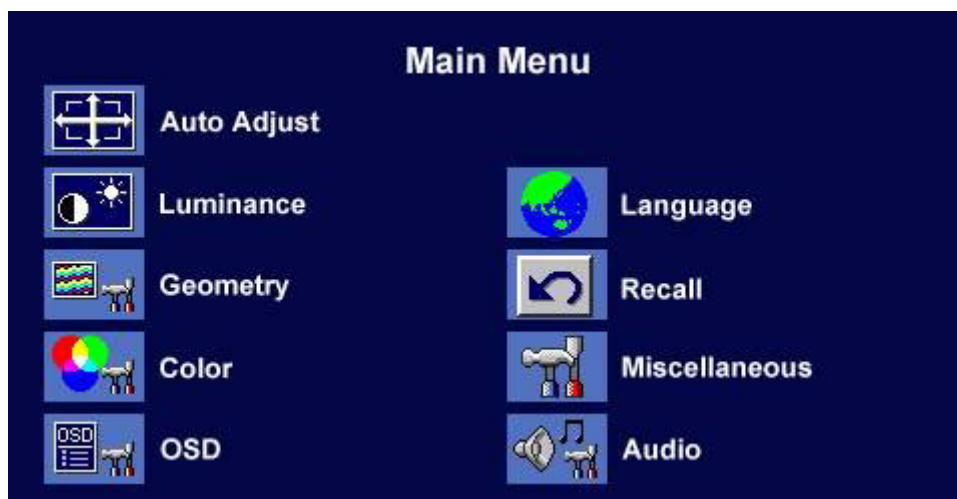 Main Menu
Auto Adjust
Luminance
Language
Geometry
Recall
Color
Miscellaneous
OSD
OSD
Audio